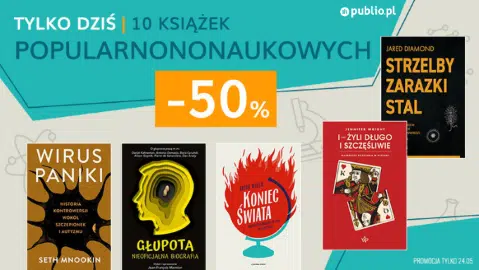 publio.pl
TYLKO DZIŚ | 10 KSIĄŻEK
POPULARNONONAUKOWYCH
-50%
JARED DIAMOND
STRZELBY
ZARAZKI
STAL
WIRUS
PANIKI
HISTORIA
KONTROWERSJI
WOKÓŁ
SZCZEPIONEK
I AUTYZMU
SETH MNOOKIN
GŁUPOTA
NIEOFICJALNA BIOGRAFIA
KONIEC
ŚWIATA
JENNIFER WRIGHT
I NIE ŻYLI DŁUGO
I SZCZĘŚLIWIE
K
K
PROMOCJA TYLKO 24.05